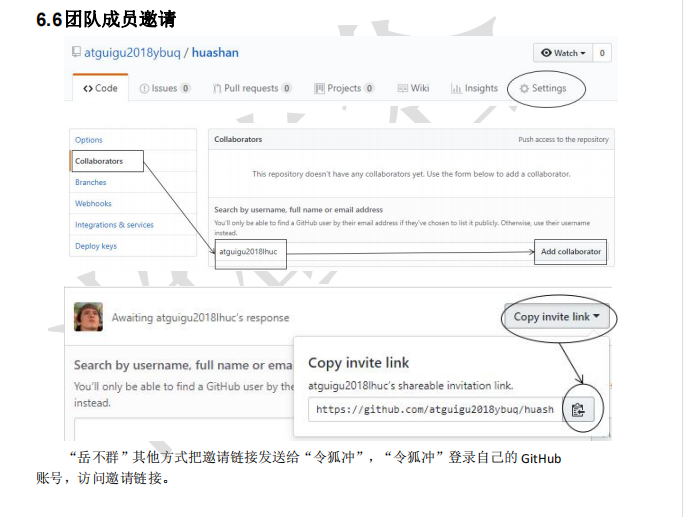 6.6团队成员邀请
atguigu2018ybuq / huashan
Watch 0
Code Issues 0 Pull requests 0 Projects 0 Wiki Insights Settings
Options
Collaborators
Branches
Webhooks
Integrations & services
Deploy keys
Collaborators Push access to the repository
This repository doesn't have any collaborators yet. Use the form below to add a collaborator.
Search by username, full name or email address
You'll only be able to find a GitHub user by their email address if they've chosen to list it publicly. Otherwise, use their username
instead.
atguigu2018lhuc Add collaborator
Awaiting atguigu2018lhuc's response Copy invite link
Search by username, full name or ema
You'll only be able to find a GitHub user by the
instead.
Copy invite link
atguigu2018lhuc's shareable invitation link.
https://github.com/atguigu2018ybuq/huash
“岳不群”其他方式把邀请链接发送给“令狐冲”，“令狐冲”登录自己的 GitHub
账号，访问邀请链接。